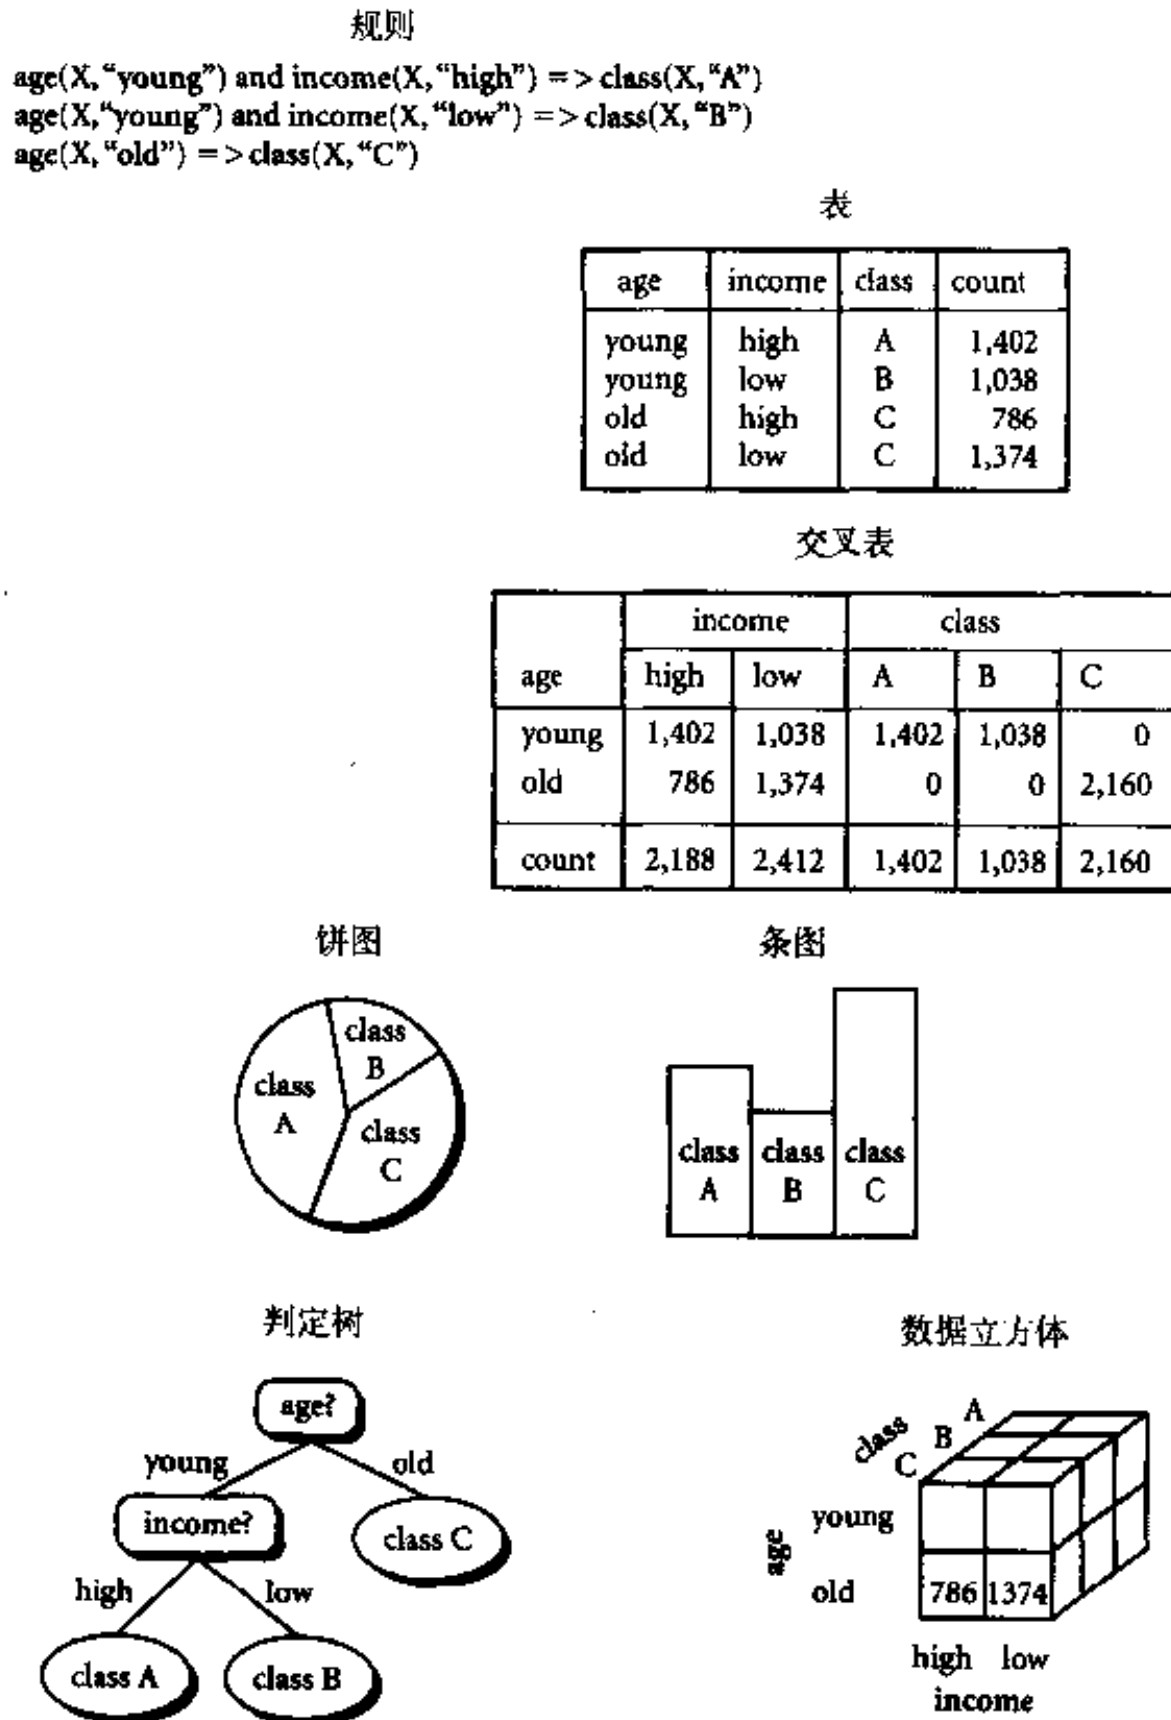 规则
age(X,“young”) and income(X,“high”) => class(X,“A”)
age(X,“young”) and income(X,“low”) => class(X,“B”)
age(X,“old”) => class(X,“C”)
表
age income class count
young high A 1,402
young low B 1,038
old high C 786
old low C 1,374
交叉表
income class
age high low A B C
young 1,402 1,038 1,402 1,038 0
old 786 1,374 0 0 2,160
count 2,188 2,412 1,402 1,038 2,160
饼图
class
B
class
A
class
C
条图
class class class
A B C
判定树
age?
young old
income? class C
high low
class A class B
数据立方体
class
A
B
C
age
young
old 786 1374
high low
income